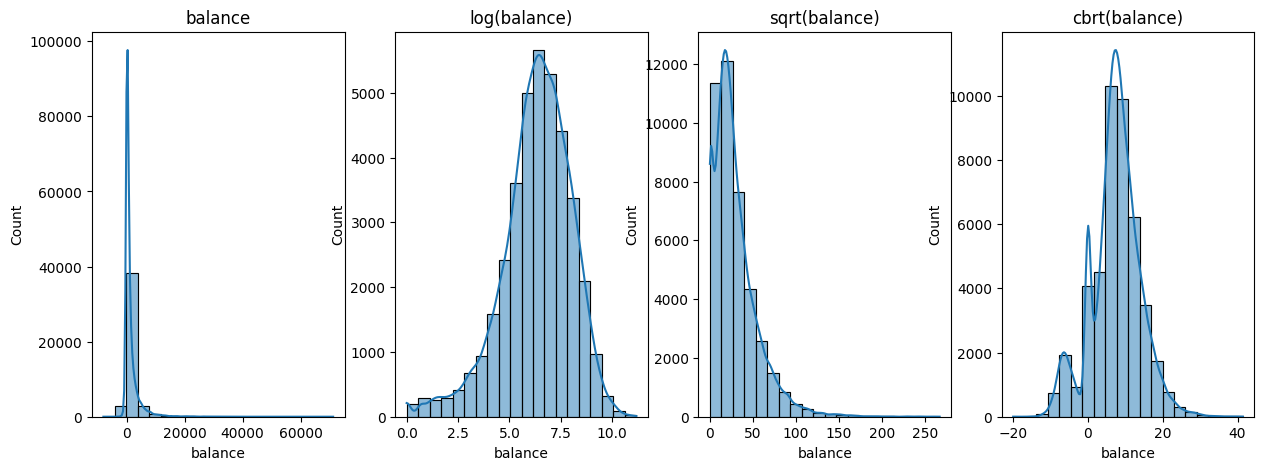 balance
Count
100000
80000
60000
40000
20000
0
0 20000 40000 60000
balance
log(balance)
Count
5000
4000
3000
2000
1000
0
0.0 2.5 5.0 7.5 10.0
balance
sqrt(balance)
Count
12000
10000
8000
6000
4000
2000
0
0 50 100 150 200 250
balance
cbrt(balance)
Count
10000
8000
6000
4000
2000
0
−20 0 20 40
balance